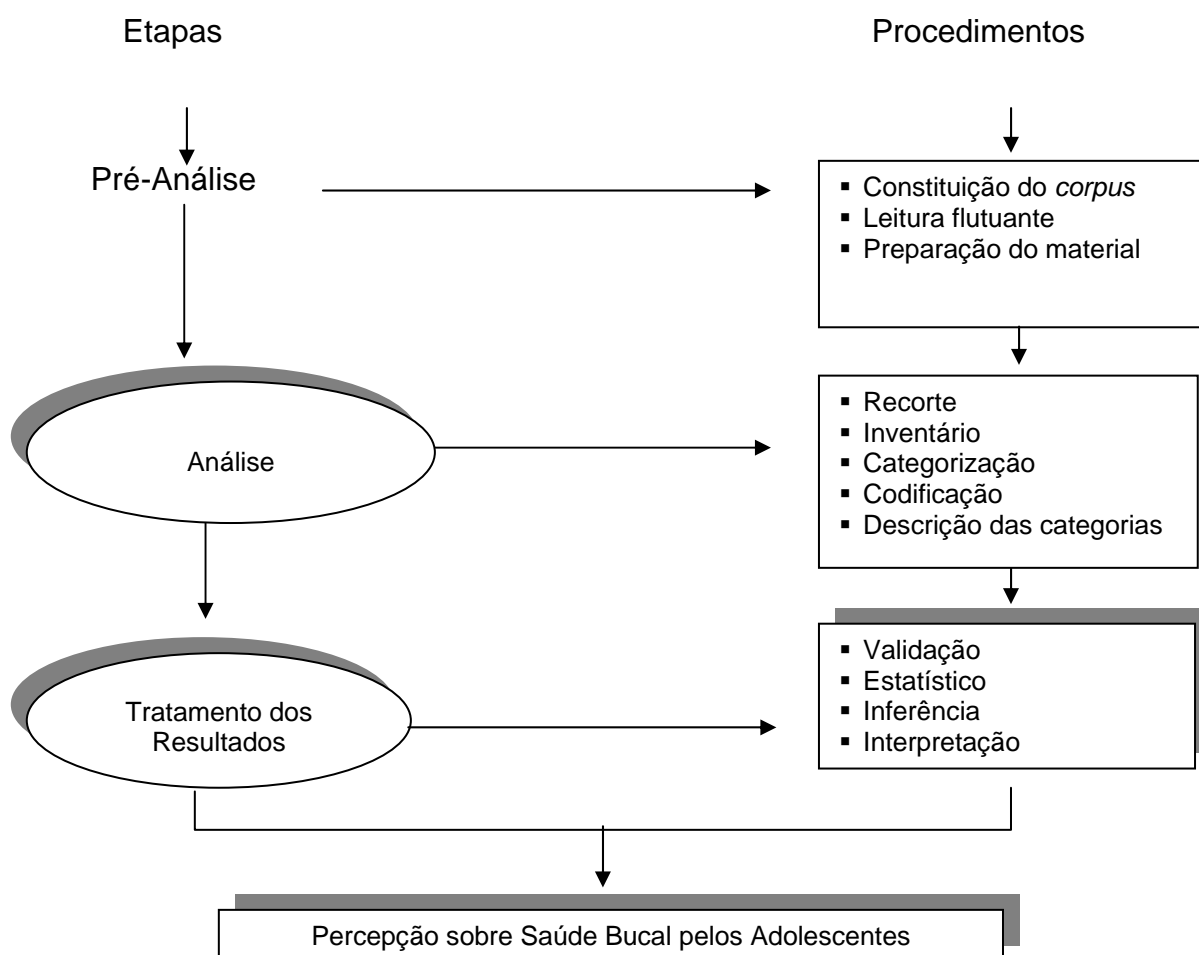 Etapas
Procedimentos
Pré-Análise
▪ Constituição do corpus
▪ Leitura flutuante
▪ Preparação do material
Análise
▪ Recorte
▪ Inventário
▪ Categorização
▪ Codificação
▪ Descrição das categorias
Tratamento dos
Resultados
▪ Validação
▪ Estatístico
▪ Inferência
▪ Interpretação
Percepção sobre Saúde Bucal pelos Adolescentes